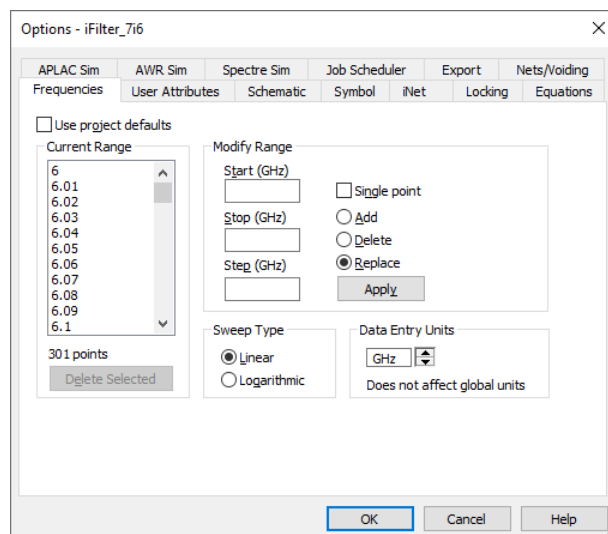 Options - iFilter_7i6
APLAC Sim AWR Sim Spectre Sim Job Scheduler Export Nets/Voiding
Frequencies User Attributes Schematic Symbol iNet Locking Equations
Use project defaults
Current Range
6
6.01
6.02
6.03
6.04
6.05
6.06
6.07
6.08
6.09
6.1
301 points
Delete Selected
Modify Range
Start (GHz)
Stop (GHz)
Step (GHz)
Single point
Add
Delete
Replace
Apply
Sweep Type
Linear
Logarithmic
Data Entry Units
GHz
Does not affect global units
OK Cancel Help